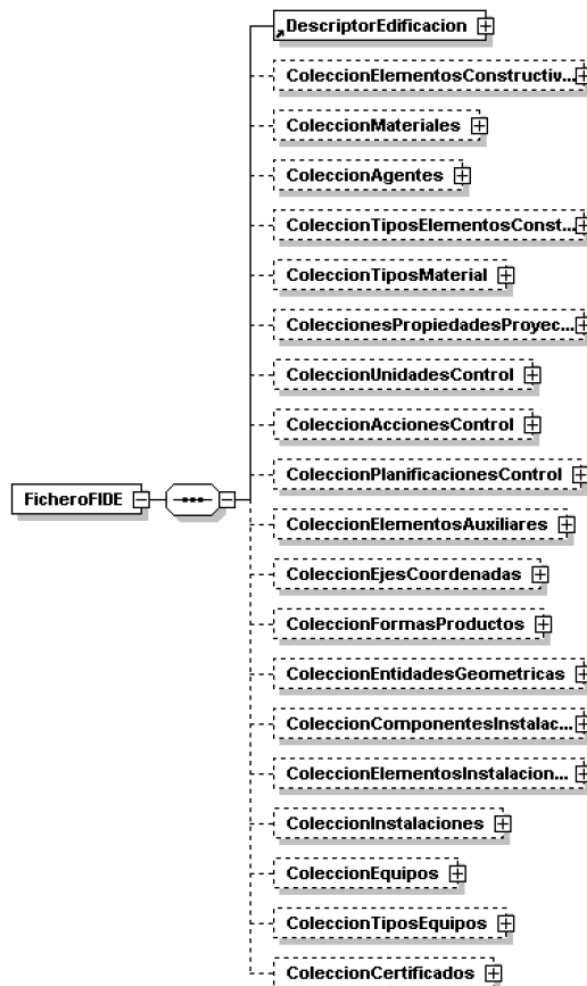 DescriptorEdificacion
ColeccionElementosConstructiv...
ColeccionMateriales
ColeccionAgentes
ColeccionTiposElementosConst...
ColeccionTiposMaterial
ColeccionesPropiedadesProyec...
ColeccionUnidadesControl
ColeccionAccionesControl
ColeccionPlanificacionesControl
FicheroFIDE
ColeccionElementosAuxiliares
ColeccionEjesCoordenadas
ColeccionFormasProductos
ColeccionEntidadesGeometricas
ColeccionComponentesInstalac...
ColeccionElementosInstalacion...
ColeccionInstalaciones
ColeccionEquipos
ColeccionTiposEquipos
ColeccionCertificados